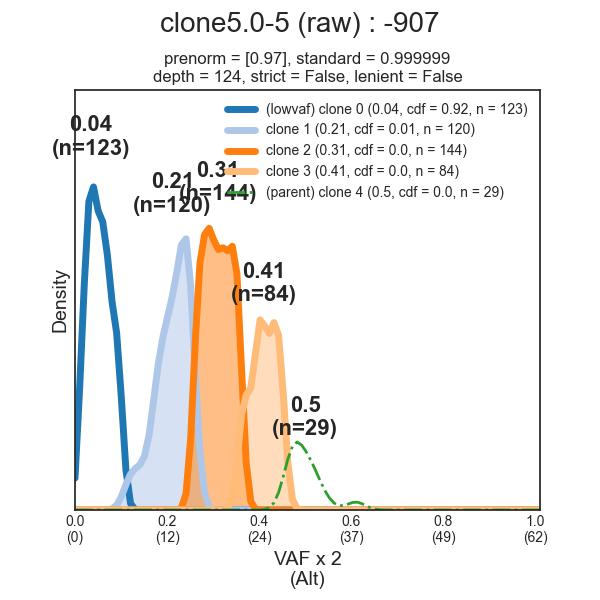 clone5.0-5 (raw) : -907
prenorm = [0.97], standard = 0.999999
depth = 124, strict = False, lenient = False
(lowvaf) clone 0 (0.04, cdf = 0.92, n = 123)
clone 1 (0.21, cdf = 0.01, n = 120)
clone 2 (0.31, cdf = 0.0, n = 144)
clone 3 (0.41, cdf = 0.0, n = 84)
(parent) clone 4 (0.5, cdf = 0.0, n = 29)
0.04
(n=123)
0.21
(n=120)
0.31
(n=144)
0.41
(n=84)
0.5
(n=29)
Density
0.0 0.2 0.4 0.6 0.8 1.0
(0) (12) (24) (37) (49) (62)
VAF x 2
(Alt)